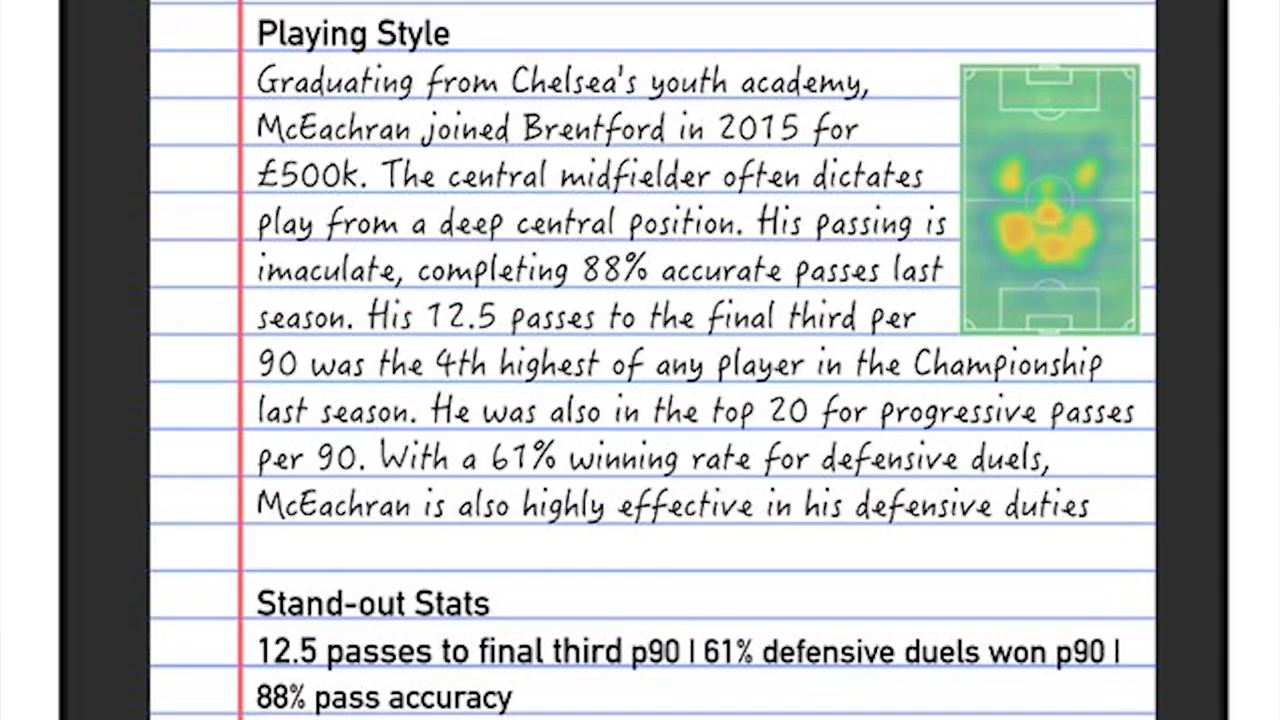 Playing Style
Graduating from Chelsea's youth academy,
McEachran joined Brentford in 2015 for
£500k. The central midfielder often dictates
play from a deep central position. His passing is
imaculate, completing 88% accurate passes last
season. His 12.5 passes to the final third per
90 was the 4th highest of any player in the Championship
last season. He was also in the top 20 for progressive passes
per 90. With a 61% winning rate for defensive duels,
McEachran is also highly effective in his defensive duties
Stand-out Stats
12.5 passes to final third p90 | 61% defensive duels won p90 |
88% pass accuracy